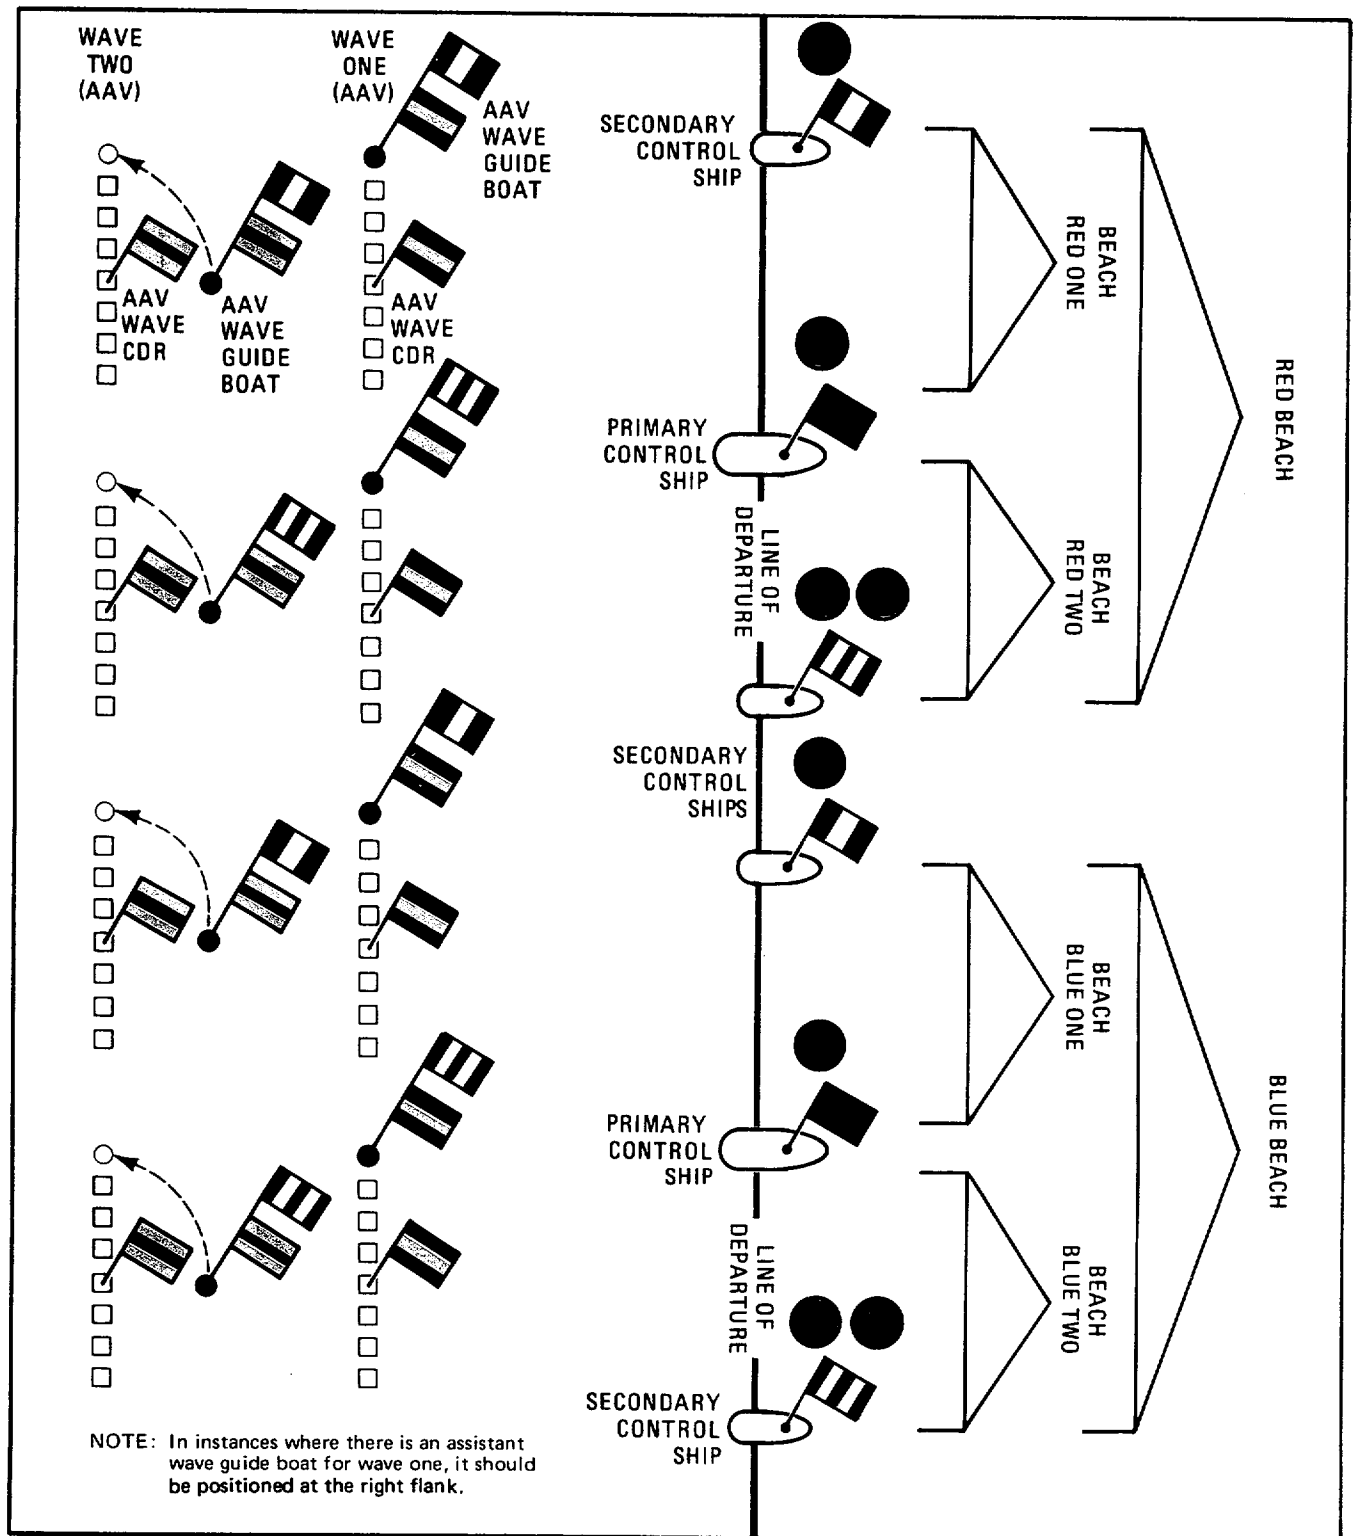 WAVE
TWO
(AAV)
WAVE
ONE
(AAV)
AAV
WAVE
GUIDE
BOAT
AAV
WAVE
CDR
AAV
WAVE
GUIDE
BOAT
AAV
WAVE
CDR
SECONDARY
CONTROL
SHIP
BEACH
RED ONE
RED BEACH
PRIMARY
CONTROL
SHIP
LINE OF
DEPARTURE
BEACH
RED TWO
SECONDARY
CONTROL
SHIPS
BEACH
BLUE ONE
BLUE BEACH
PRIMARY
CONTROL
SHIP
LINE OF
DEPARTURE
BEACH
BLUE TWO
SECONDARY
CONTROL
SHIP
NOTE: In instances where there is an assistant
wave guide boat for wave one, it should
be positioned at the right flank.